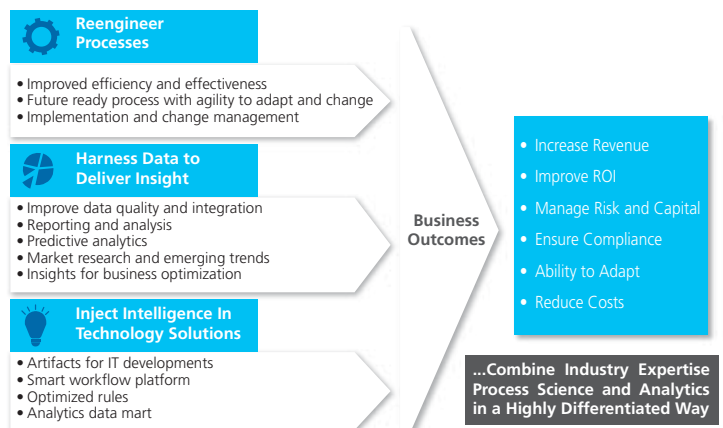 Reengineer
Processes
• Improved efficiency and effectiveness
• Future ready process with agility to adapt and change
• Implementation and change management
Harness Data to
Deliver Insight
• Improve data quality and integration
• Reporting and analysis
• Predictive analytics
• Market research and emerging trends
• Insights for business optimization
Inject Intelligence In
Technology Solutions
• Artifacts for IT developments
• Smart workflow platform
• Optimized rules
• Analytics data mart
Business
Outcomes
• Increase Revenue
• Improve ROI
• Manage Risk and Capital
• Ensure Compliance
• Ability to Adapt
• Reduce Costs
...Combine Industry Expertise
Process Science and Analytics
in a Highly Differentiated Way